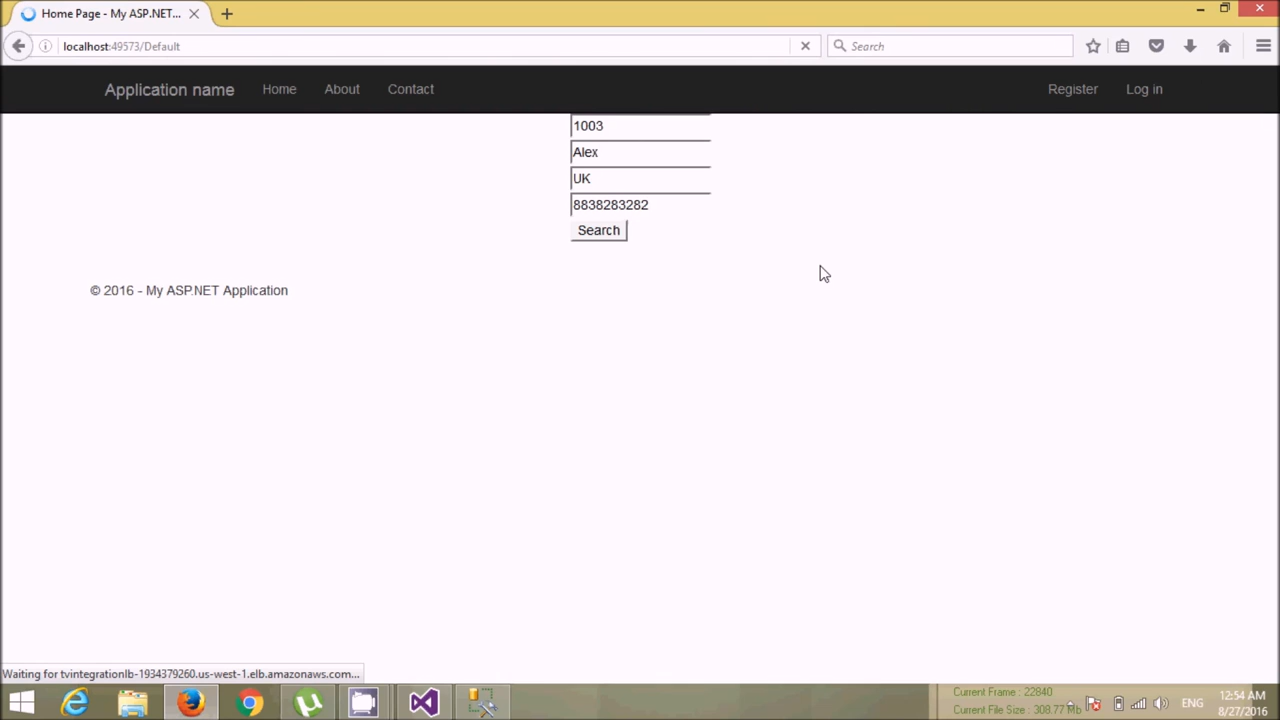 Home Page - My ASP.NET...
localhost:49573/Default
Search
Application name Home About Contact Register Log in
1003
Alex
UK
8838283282
Search
© 2016 - My ASP.NET Application
Waiting for tvintegrationlb-1934379260.us-west-1.elb.amazonaws.com...
Current Frame : 22840
Current File Size : 308.77 Mb
ENG
12:54 AM
8/27/2016